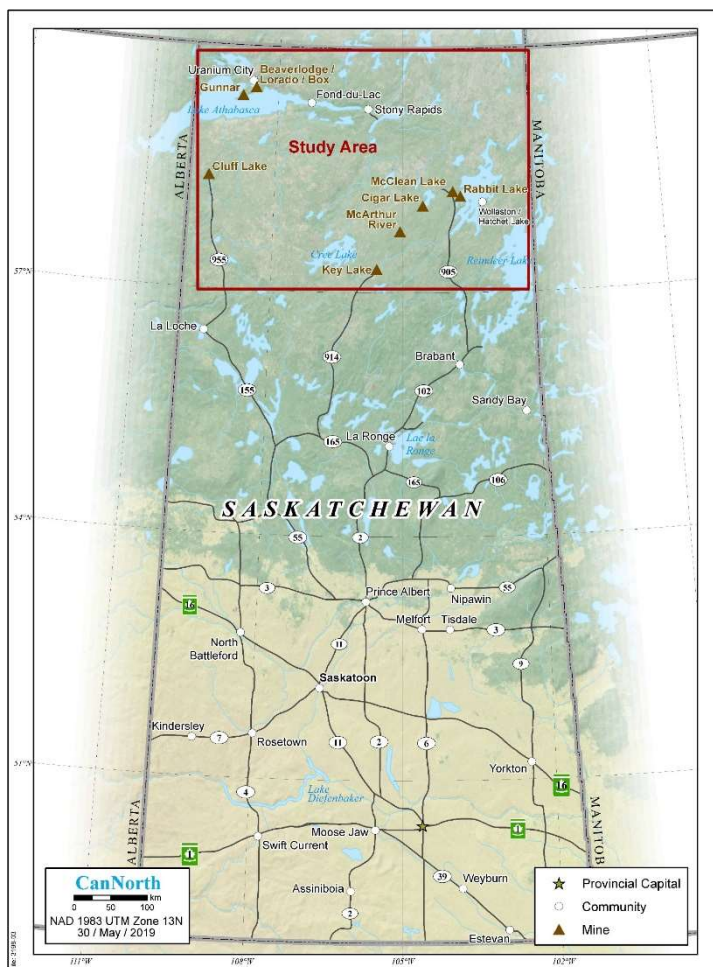 Uranium City
Beaverlodge /
Lorado / Box
Gunnar
Fond-du-Lac
Lake Athabasca
Stony Rapids
Study Area
ALBERTA
MANITOBA
Cluff Lake
McClean Lake
Rabbit Lake
Cigar Lake
Wollaston /
Hatchet Lake
McArthur
River
955
Cree Lake
Reindeer Lake
57°N
Key Lake
905
La Loche
914
Brabant
155
102
Sandy Bay
165
La Ronge
Lac la
Ronge
165
106
SASKATCHEWAN
54°N
55
2
3
Prince Albert
55
16
Nipawin
Melfort
Tisdale
3
North
Battleford
11
9
Saskatoon
Kindersley
7
Rosetown
11
2
6
51°N
Yorkton
16
4
Lake
Diefenbaker
ALBERTA
MANITOBA
1
Moose Jaw
1
Swift Current
39
Weyburn
Assiniboia
2
Estevan
CanNorth
0 50 100
km
NAD 1983 UTM Zone 13N
30 / May / 2019
Provincial Capital
Community
Mine
111°W
108°W
105°W
102°W